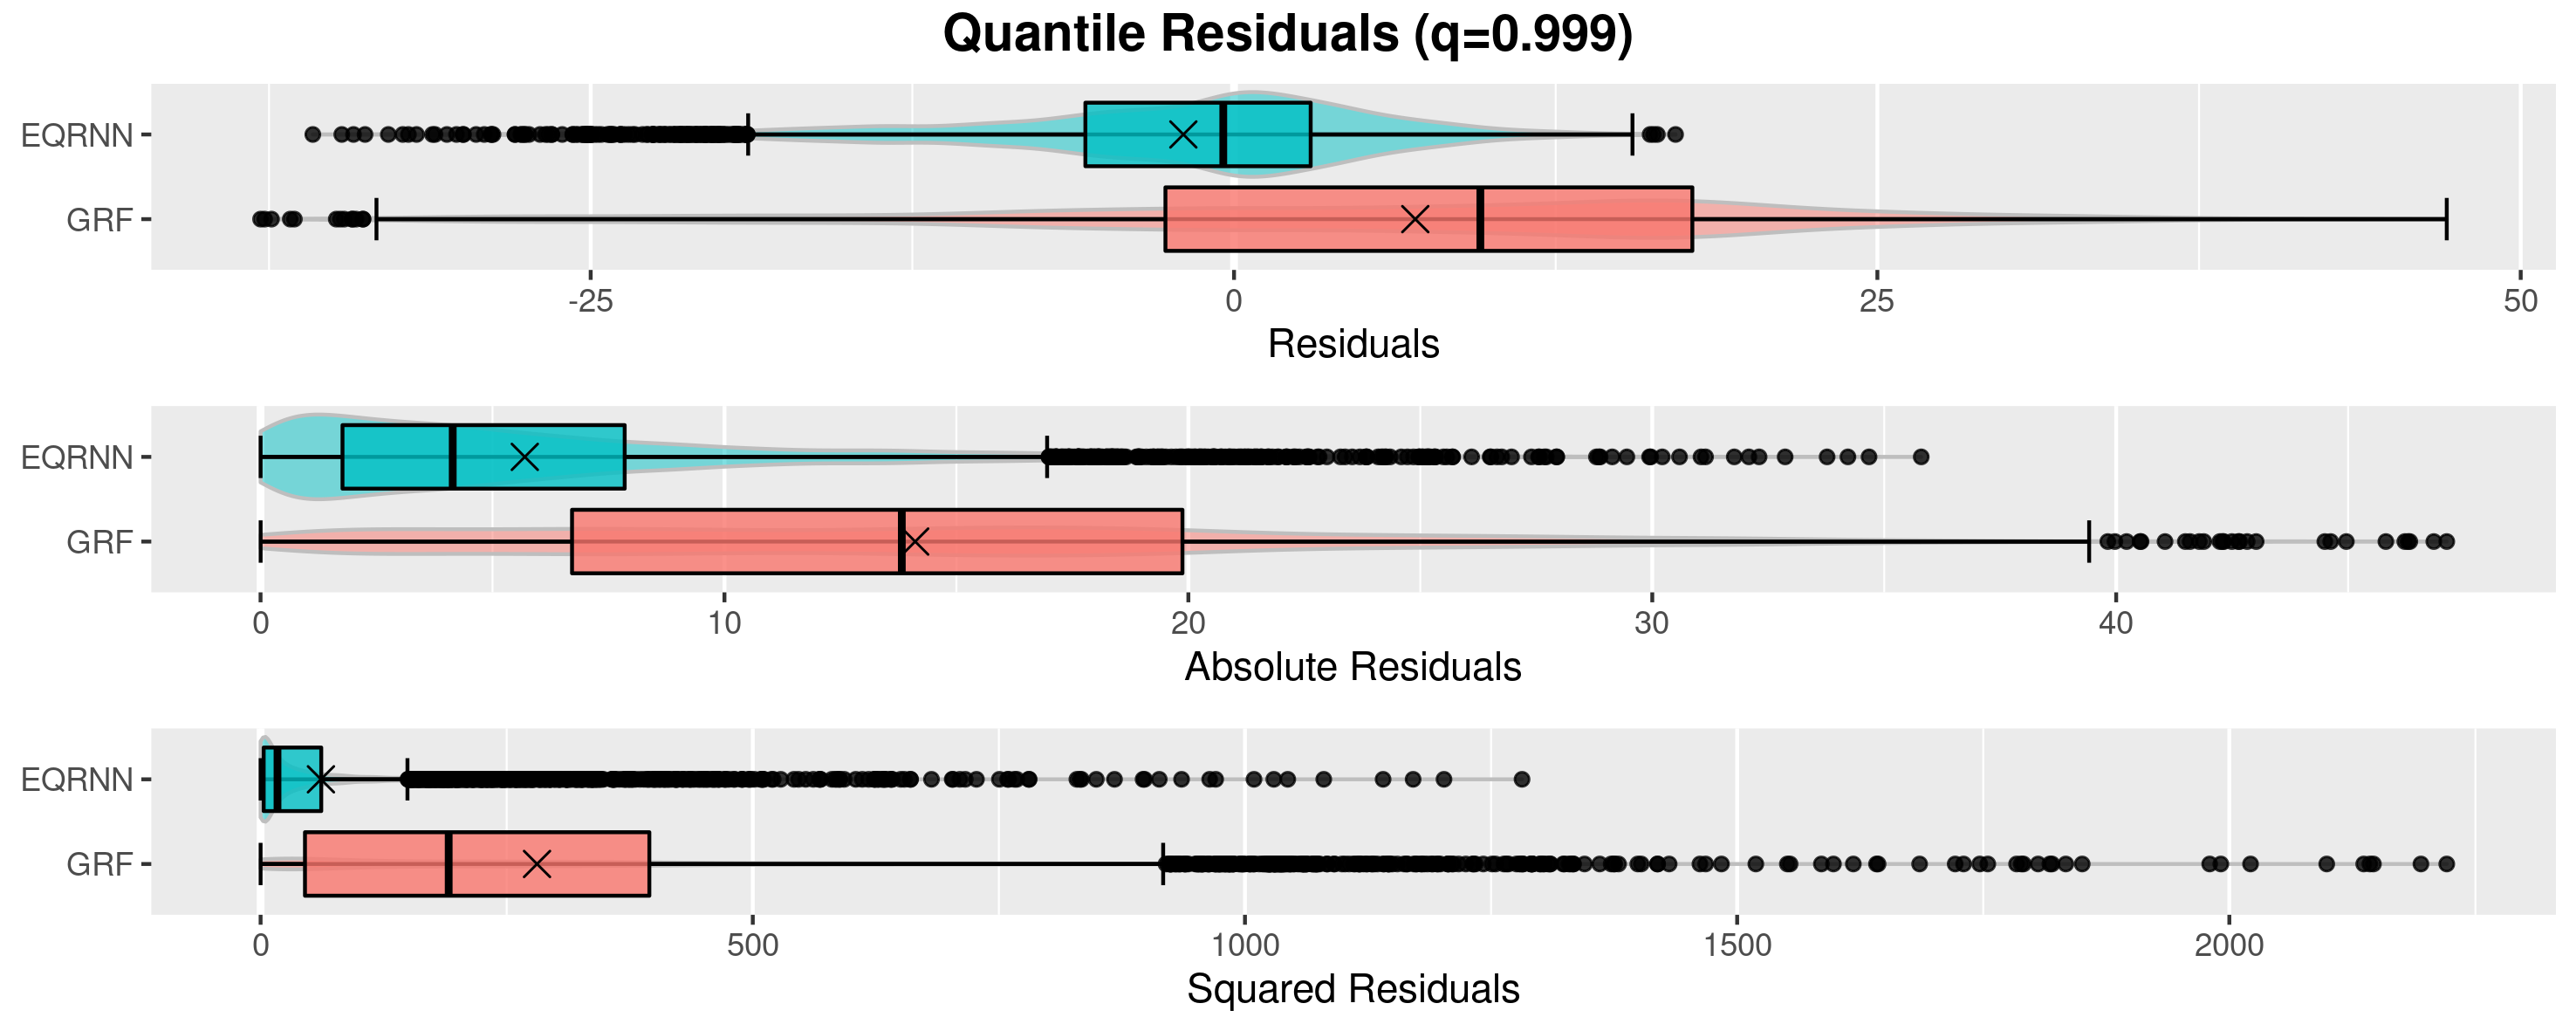 Quantile Residuals (q=0.999)
EQRNN
GRF
-25 0 25 50
Residuals
EQRNN
GRF
0 10 20 30 40
Absolute Residuals
EQRNN
GRF
0 500 1000 1500 2000
Squared Residuals